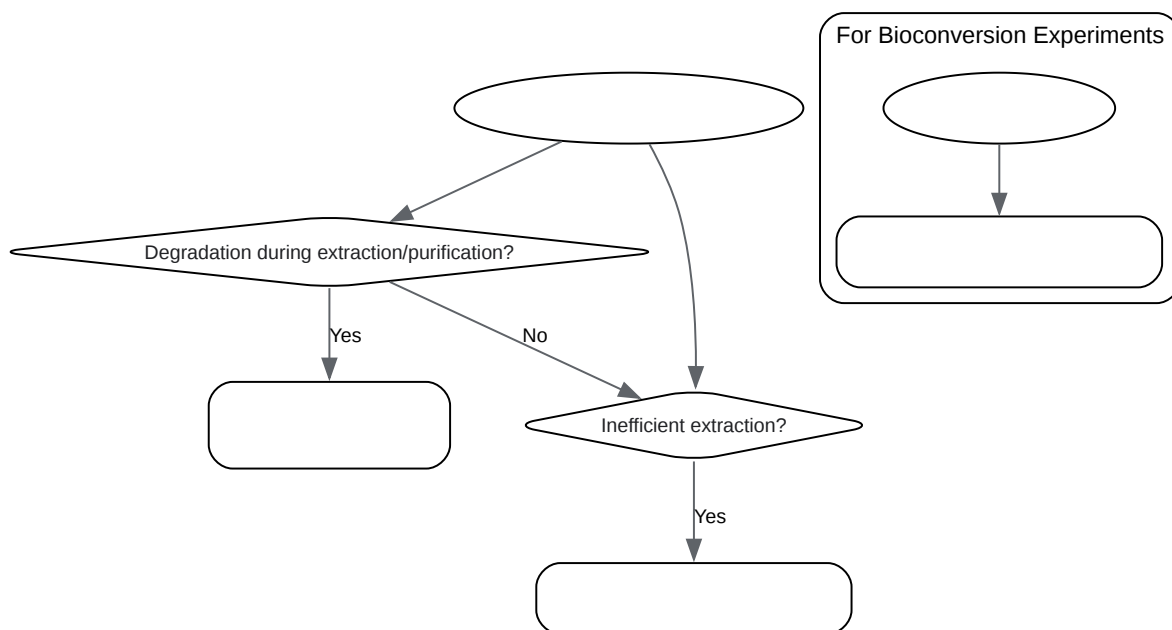 For Bioconversion Experiments
Degradation during extraction/purification?
Yes
No
Inefficient extraction?
Yes